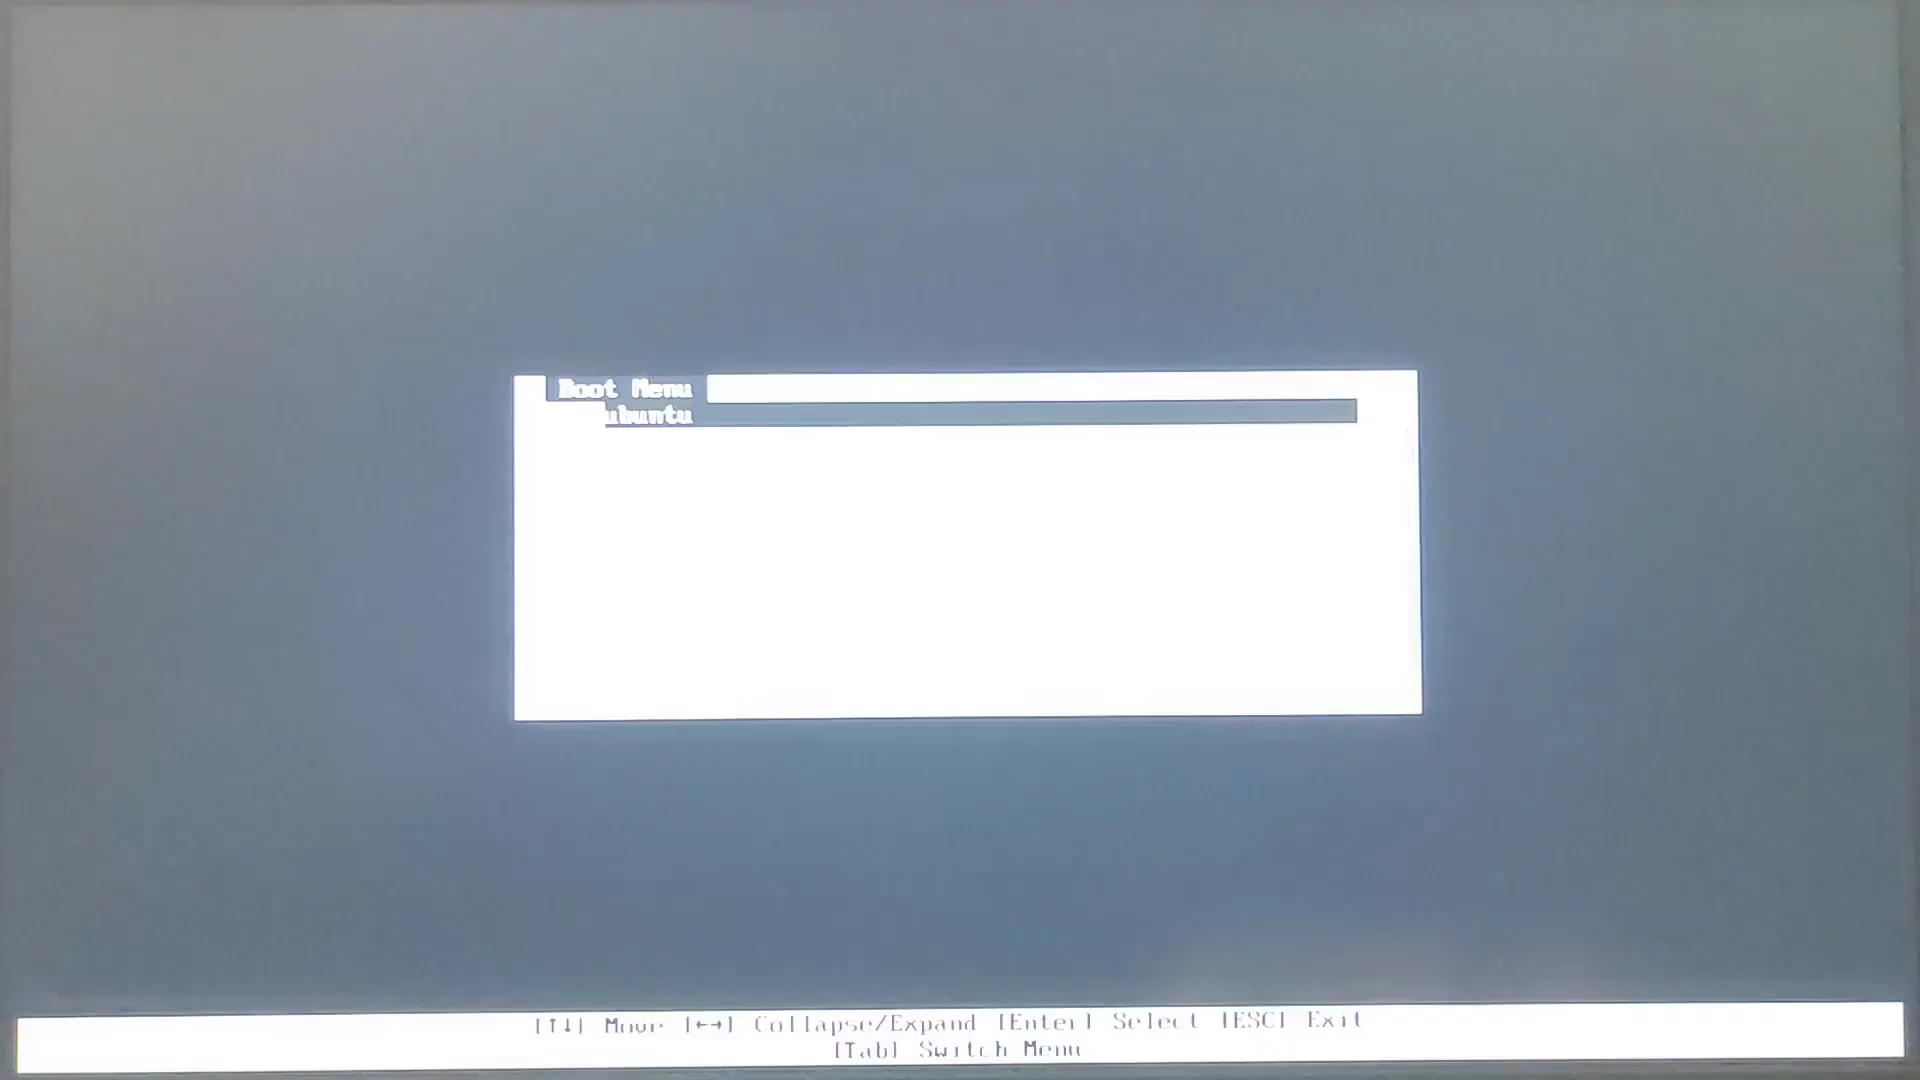 Boot Menu
ubuntu
[↑↓] Move [←→] Collapse/Expand [Enter] Select [ESC] Exit
[Tab] Switch Menu